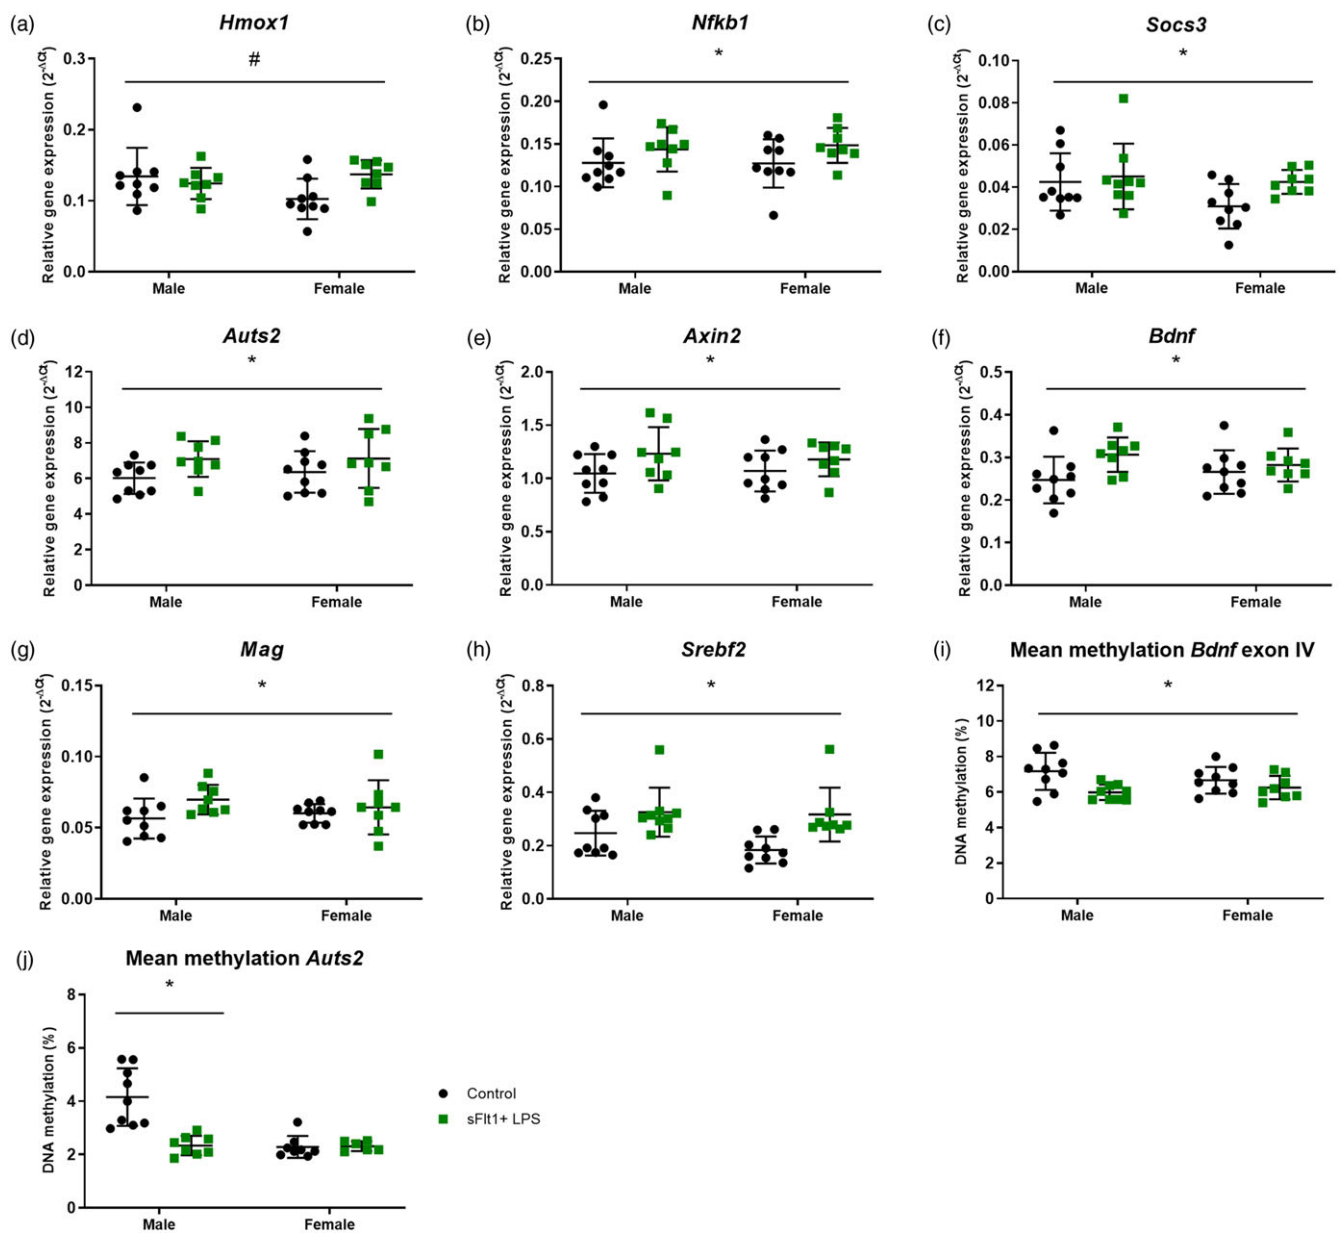 (a) Hmox1
#
Relative gene expression (2-ΔCt)
0.3
0.2
0.1
0.0
Male Female
(b) Nfkb1
*
Relative gene expression (2-ΔCt)
0.25
0.20
0.15
0.10
0.05
0.00
Male Female
(c) Socs3
*
Relative gene expression (2-ΔCt)
0.10
0.08
0.06
0.04
0.02
0.00
Male Female
(d) Auts2
*
Relative gene expression (2-ΔCt)
12
10
8
6
4
2
0
Male Female
(e) Axin2
*
Relative gene expression (2-ΔCt)
2.0
1.5
1.0
0.5
0.0
Male Female
(f) Bdnf
*
Relative gene expression (2-ΔCt)
0.5
0.4
0.3
0.2
0.1
0.0
Male Female
(g) Mag
*
Relative gene expression (2-ΔCt)
0.15
0.10
0.05
0.00
Male Female
(h) Srebf2
*
Relative gene expression (2-ΔCt)
0.8
0.6
0.4
0.2
0.0
Male Female
(i) Mean methylation Bdnf exon IV
*
DNA methylation (%)
12
10
8
6
4
2
0
Male Female
(j) Mean methylation Auts2
*
DNA methylation (%)
8
6
4
2
0
Male Female
Control
sFlt1+ LPS